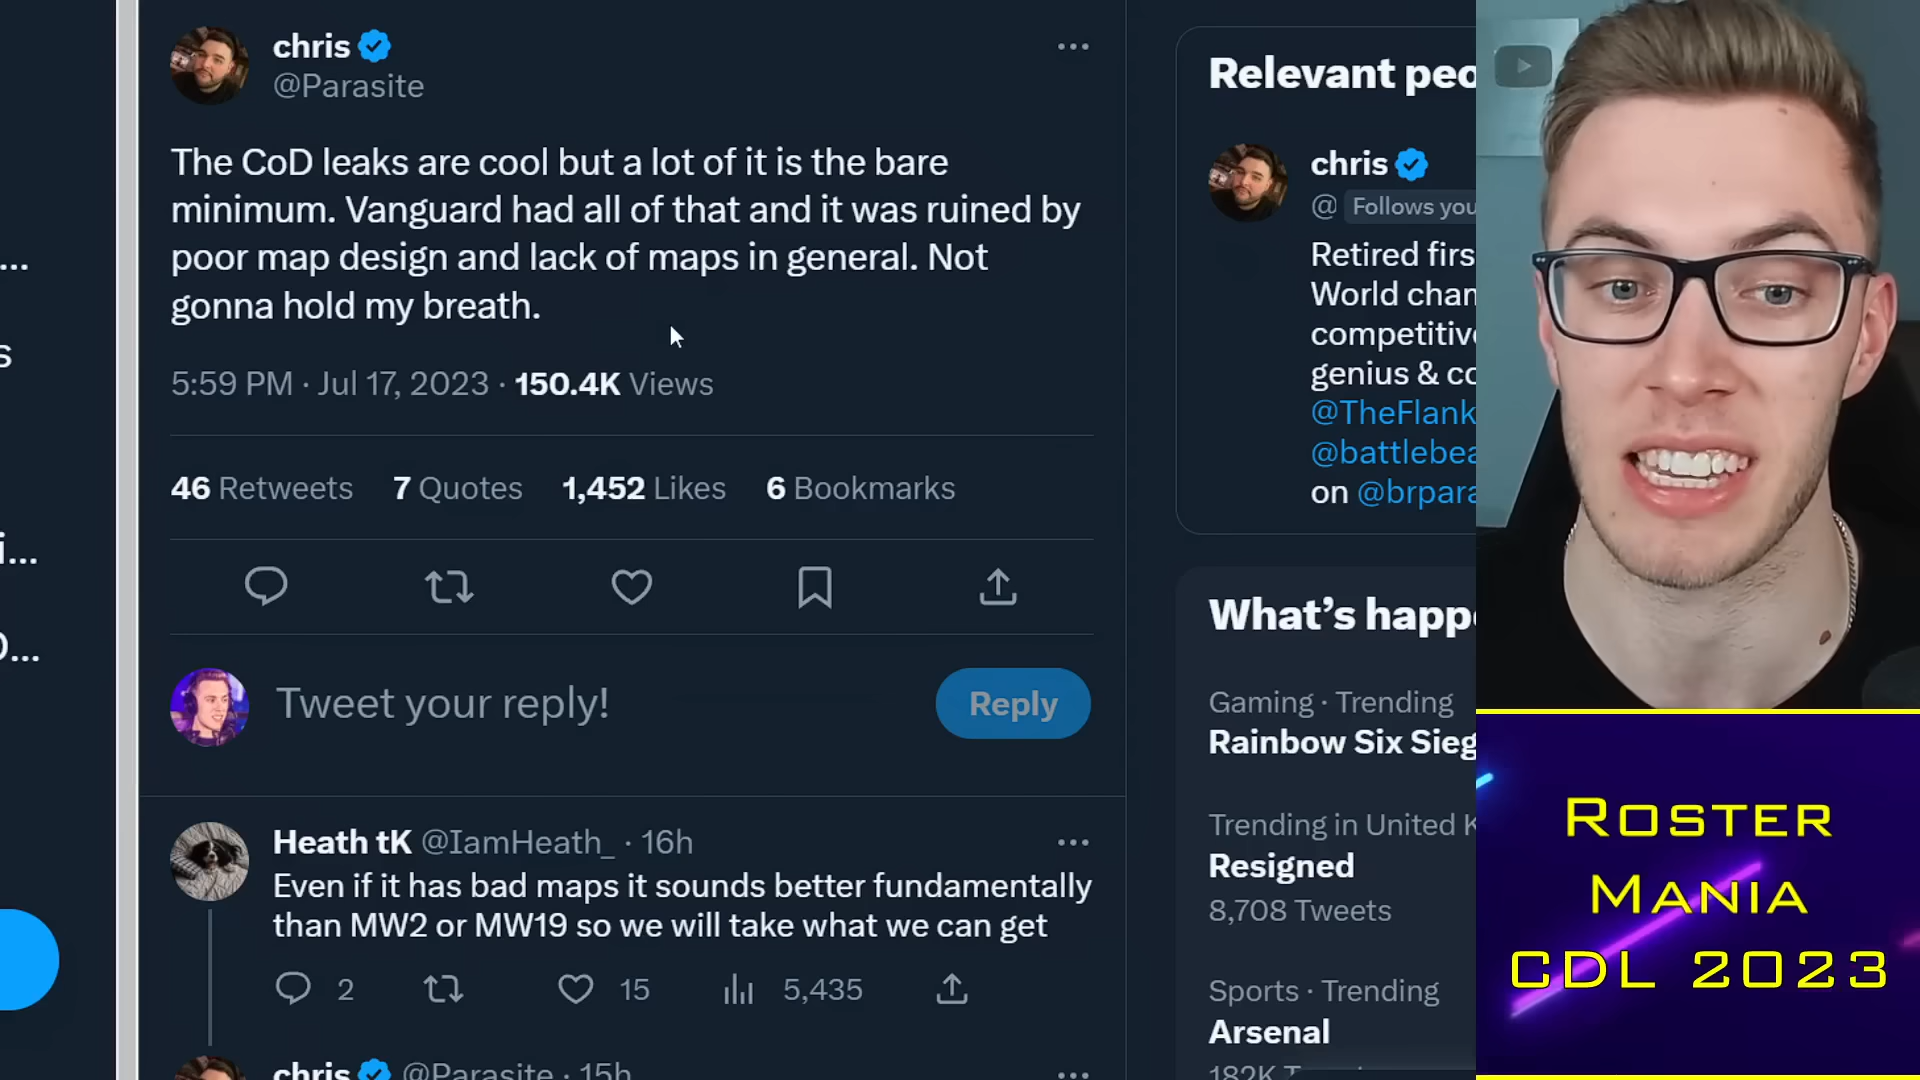 chris
@Parasite
The CoD leaks are cool but a lot of it is the bare
minimum. Vanguard had all of that and it was ruined by
poor map design and lack of maps in general. Not
gonna hold my breath.
5:59 PM · Jul 17, 2023 · 150.4K Views
46 Retweets 7 Quotes 1,452 Likes 6 Bookmarks
Tweet your reply!
Reply
Heath tK @IamHeath_ · 16h
Even if it has bad maps it sounds better fundamentally
than MW2 or MW19 so we will take what we can get
2 15 5,435
chris @Parasite · 15h
Relevant peo
chris
@ Follows you
Retired firs
World cham
competitive
genius & co
@TheFlank
@battlebea
on @brpara
What's happe
Gaming · Trending
Rainbow Six Sieg
Trending in United K
Resigned
8,708 Tweets
Sports · Trending
Arsenal
182K T
Roster
Mania
CDL 2023